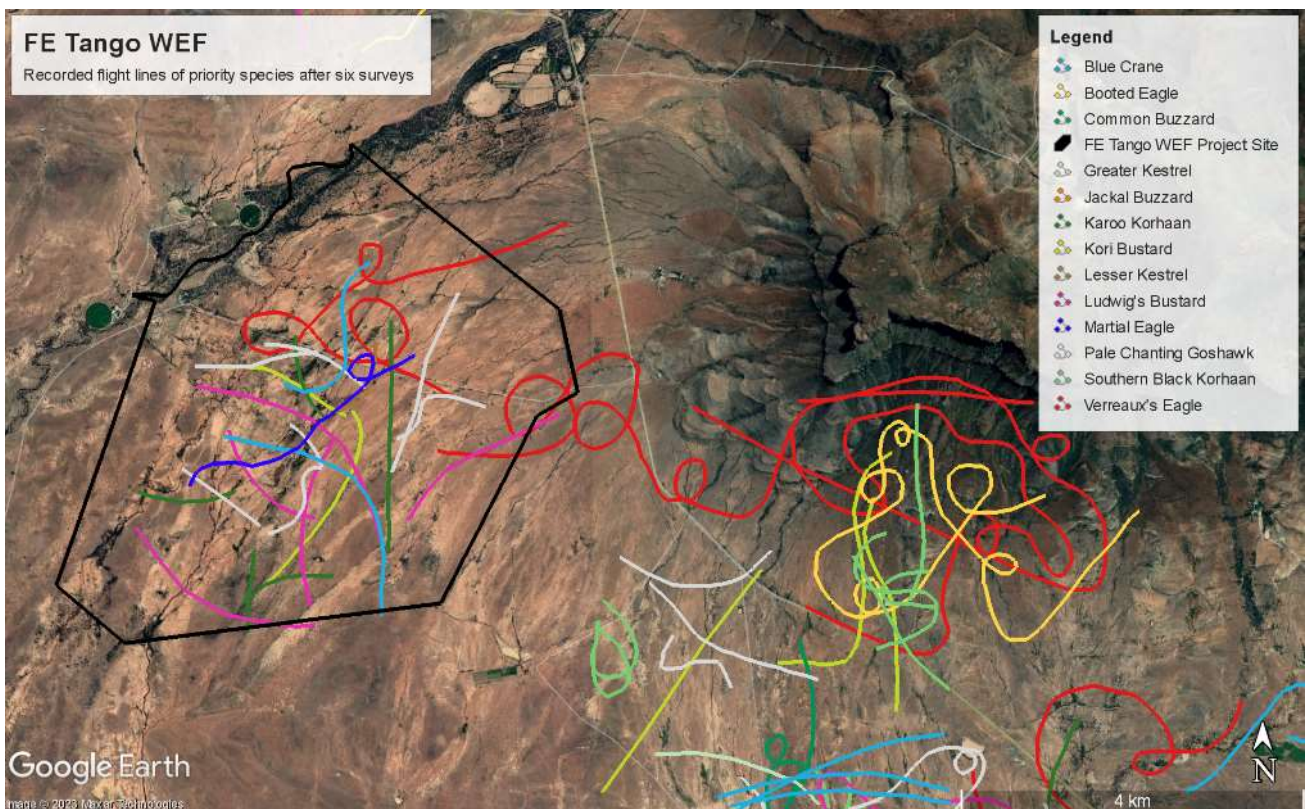 FE Tango WEF
Recorded flight lines of priority species after six surveys
Legend
Blue Crane
Booted Eagle
Common Buzzard
FE Tango WEF Project Site
Greater Kestrel
Jackal Buzzard
Karoo Korhaan
Kori Bustard
Lesser Kestrel
Ludwig's Bustard
Martial Eagle
Pale Chanting Goshawk
Southern Black Korhaan
Verreaux's Eagle
Google Earth
Image © 2023 Maxar Technologies
N
4 km